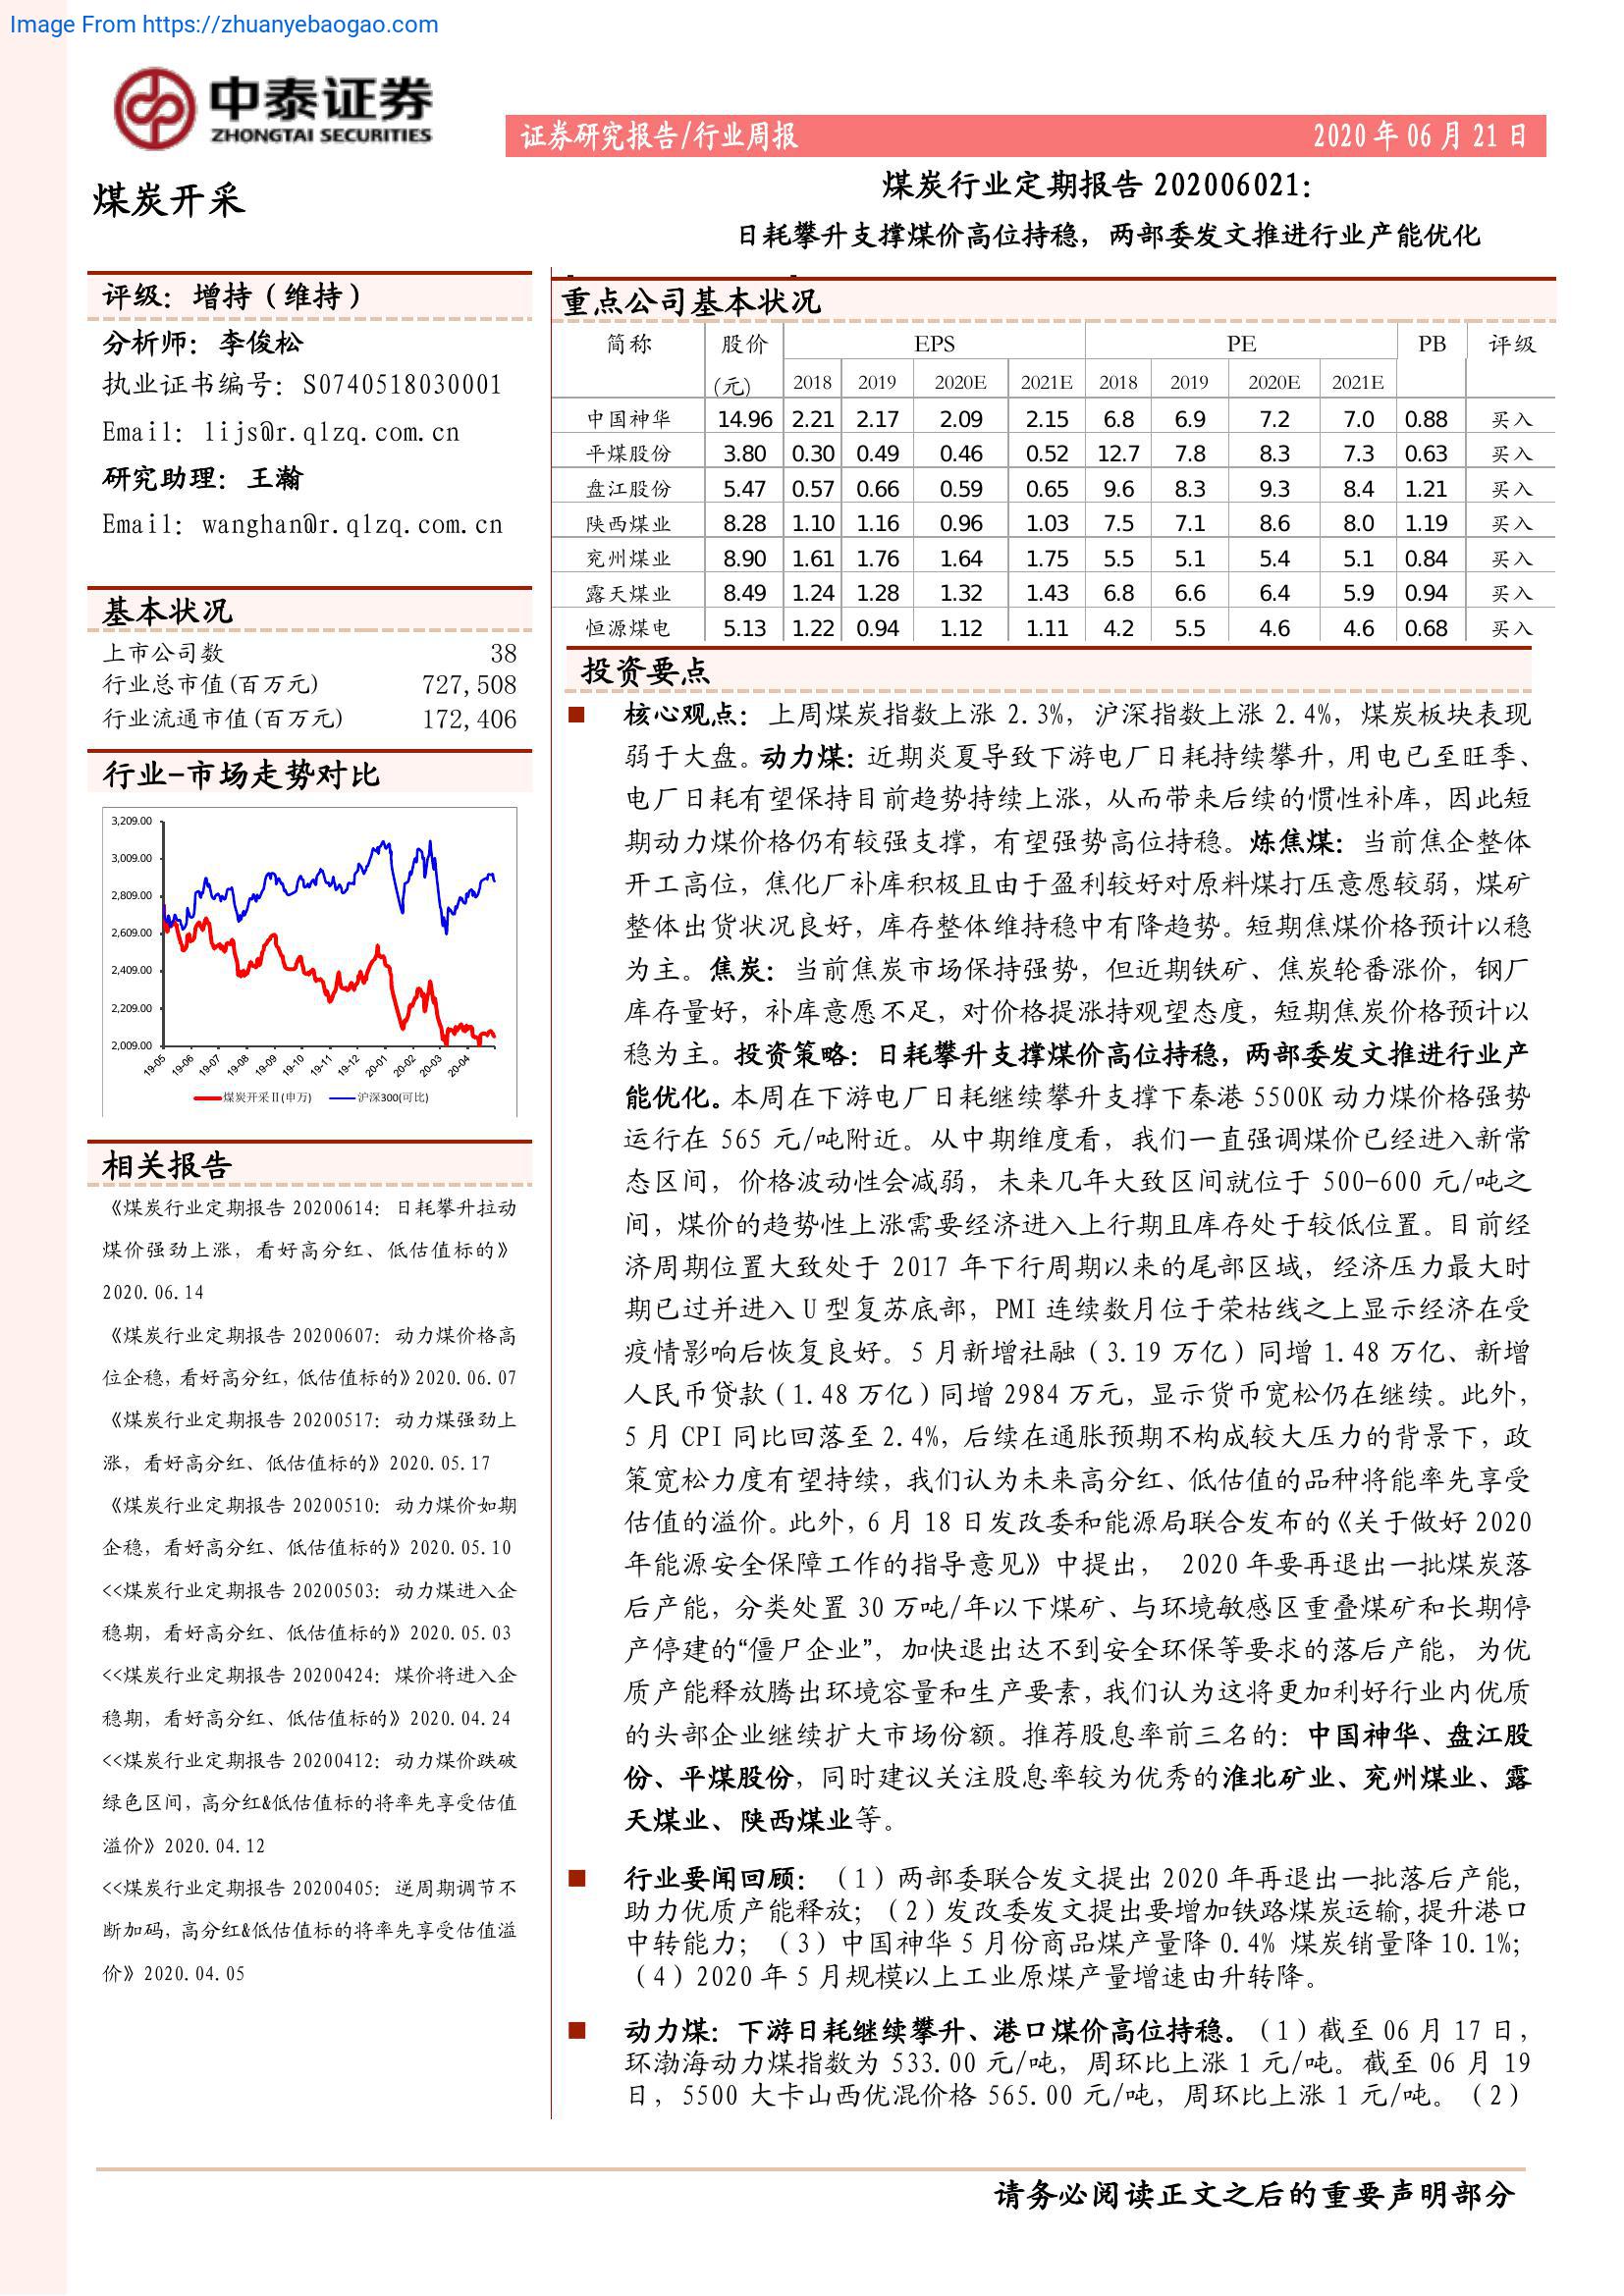 Image From https://zhuanyebaogao.com
中泰证券
ZHONGTAI SECURITIES
证券研究报告/行业周报 2020 年 06 月 21 日
煤炭开采
煤炭行业定期报告 202006021：
日耗攀升支撑煤价高位持稳，两部委发文推进行业产能优化
评级：增持（维持）
分析师：李俊松
执业证书编号：S0740518030001
Email：lijs@r.qlzq.com.cn
研究助理：王瀚
Email：wanghan@r.qlzq.com.cn
基本状况
上市公司数 38
行业总市值(百万元) 727,508
行业流通市值(百万元) 172,406
行业-市场走势对比
3,209.00
3,009.00
2,809.00
2,609.00
2,409.00
2,209.00
2,009.00
19-05 19-06 19-07 19-08 19-09 19-10 19-11 19-12 20-01 20-02 20-03 20-04
煤炭开采Ⅱ(申万) 沪深300(可比)
相关报告
《煤炭行业定期报告 20200614：日耗攀升拉动
煤价强劲上涨，看好高分红、低估值标的》
2020.06.14
《煤炭行业定期报告 20200607：动力煤价格高
位企稳，看好高分红，低估值标的》2020.06.07
《煤炭行业定期报告 20200517：动力煤强劲上
涨，看好高分红、低估值标的》2020.05.17
《煤炭行业定期报告 20200510：动力煤价如期
企稳，看好高分红、低估值标的》2020.05.10
<<煤炭行业定期报告 20200503：动力煤进入企
稳期，看好高分红、低估值标的》2020.05.03
<<煤炭行业定期报告 20200424：煤价将进入企
稳期，看好高分红、低估值标的》2020.04.24
<<煤炭行业定期报告 20200412：动力煤价跌破
绿色区间，高分红&低估值标的将率先享受估值
溢价》2020.04.12
<<煤炭行业定期报告 20200405：逆周期调节不
断加码，高分红&低估值标的将率先享受估值溢
价》2020.04.05
重点公司基本状况
简称 股价 EPS PE PB 评级
(元) 2018 2019 2020E 2021E 2018 2019 2020E 2021E
中国神华 14.96 2.21 2.17 2.09 2.15 6.8 6.9 7.2 7.0 0.88 买入
平煤股份 3.80 0.30 0.49 0.46 0.52 12.7 7.8 8.3 7.3 0.63 买入
盘江股份 5.47 0.57 0.66 0.59 0.65 9.6 8.3 9.3 8.4 1.21 买入
陕西煤业 8.28 1.10 1.16 0.96 1.03 7.5 7.1 8.6 8.0 1.19 买入
兖州煤业 8.90 1.61 1.76 1.64 1.75 5.5 5.1 5.4 5.1 0.84 买入
露天煤业 8.49 1.24 1.28 1.32 1.43 6.8 6.6 6.4 5.9 0.94 买入
恒源煤电 5.13 1.22 0.94 1.12 1.11 4.2 5.5 4.6 4.6 0.68 买入
投资要点
■ 核心观点：上周煤炭指数上涨 2.3%，沪深指数上涨 2.4%，煤炭板块表现
弱于大盘。动力煤：近期炎夏导致下游电厂日耗持续攀升，用电已至旺季、
电厂日耗有望保持目前趋势持续上涨，从而带来后续的惯性补库，因此短
期动力煤价格仍有较强支撑，有望强势高位持稳。炼焦煤：当前焦企整体
开工高位，焦化厂补库积极且由于盈利较好对原料煤打压意愿较弱，煤矿
整体出货状况良好，库存整体维持稳中有降趋势。短期焦煤价格预计以稳
为主。焦炭：当前焦炭市场保持强势，但近期铁矿、焦炭轮番涨价，钢厂
库存量好，补库意愿不足，对价格提涨持观望态度，短期焦炭价格预计以
稳为主。投资策略：日耗攀升支撑煤价高位持稳，两部委发文推进行业产
能优化。本周在下游电厂日耗继续攀升支撑下秦港 5500K 动力煤价格强势
运行在 565 元/吨附近。从中期维度看，我们一直强调煤价已经进入新常
态区间，价格波动性会减弱，未来几年大致区间就位于 500-600 元/吨之
间，煤价的趋势性上涨需要经济进入上行期且库存处于较低位置。目前经
济周期位置大致处于 2017 年下行周期以来的尾部区域，经济压力最大时
期已过并进入 U 型复苏底部，PMI 连续数月位于荣枯线之上显示经济在受
疫情影响后恢复良好。5 月新增社融（3.19 万亿）同增 1.48 万亿、新增
人民币贷款（1.48 万亿）同增 2984 万元，显示货币宽松仍在继续。此外，
5 月 CPI 同比回落至 2.4%，后续在通胀预期不构成较大压力的背景下，政
策宽松力度有望持续，我们认为未来高分红、低估值的品种将能率先享受
估值的溢价。此外，6 月 18 日发改委和能源局联合发布的《关于做好 2020
年能源安全保障工作的指导意见》中提出， 2020 年要再退出一批煤炭落
后产能，分类处置 30 万吨/年以下煤矿、与环境敏感区重叠煤矿和长期停
产停建的“僵尸企业”，加快退出达不到安全环保等要求的落后产能，为优
质产能释放腾出环境容量和生产要素，我们认为这将更加利好行业内优质
的头部企业继续扩大市场份额。推荐股息率前三名的：中国神华、盘江股
份、平煤股份，同时建议关注股息率较为优秀的淮北矿业、兖州煤业、露
天煤业、陕西煤业等。
■ 行业要闻回顾：（1）两部委联合发文提出 2020 年再退出一批落后产能，
助力优质产能释放；（2）发改委发文提出要增加铁路煤炭运输，提升港口
中转能力；（3）中国神华 5 月份商品煤产量降 0.4% 煤炭销量降 10.1%；
（4）2020 年 5 月规模以上工业原煤产量增速由升转降。
■ 动力煤：下游日耗继续攀升、港口煤价高位持稳。（1）截至 06 月 17 日，
环渤海动力煤指数为 533.00 元/吨，周环比上涨 1 元/吨。截至 06 月 19
日，5500 大卡山西优混价格 565.00 元/吨，周环比上涨 1 元/吨。（2）
请务必阅读正文之后的重要声明部分